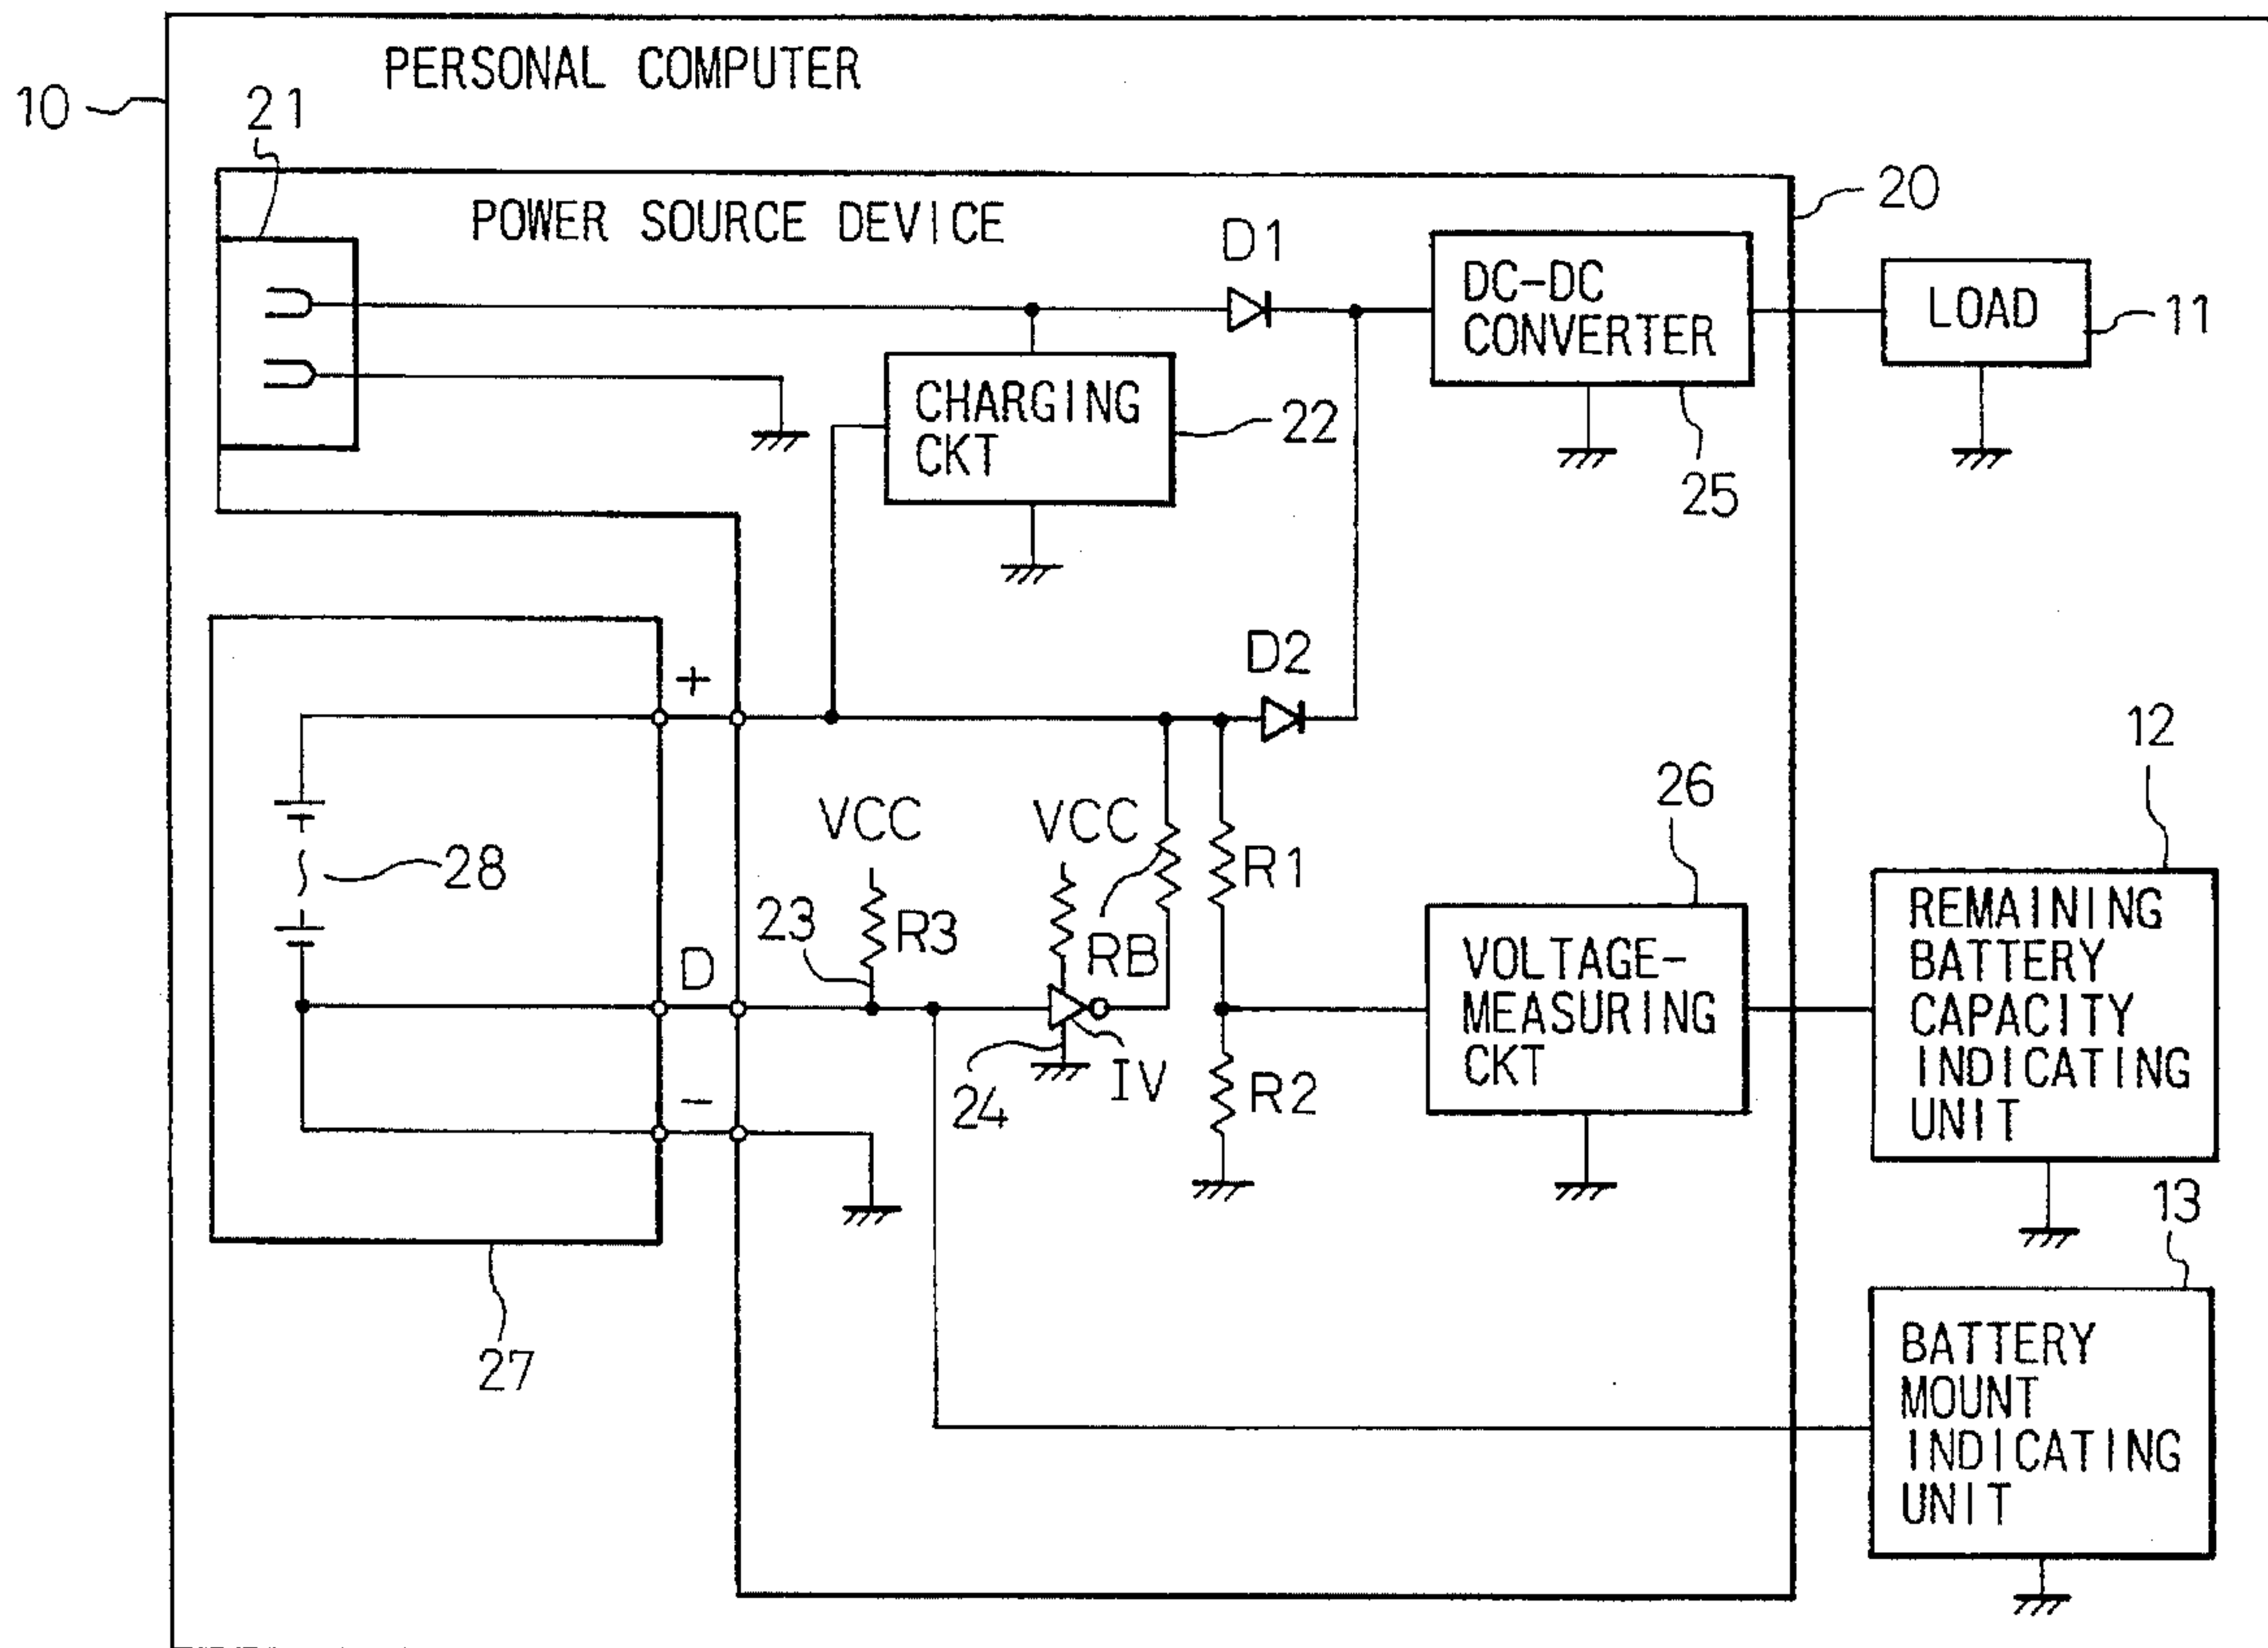 PERSONAL COMPUTER
10
21
20
POWER SOURCE DEVICE
D1
DC-DC
CONVERTER
LOAD
11
CHARGING
CKT
22
25
+
D2
12
26
VCC
VCC
28
R1
23
R3
RB
REMAINING
BATTERY
CAPACITY
INDICATING
UNIT
D
VOLTAGE-
MEASURING
CKT
24
IV
R2
-
13
27
BATTERY
MOUNT
INDICATING
UNIT